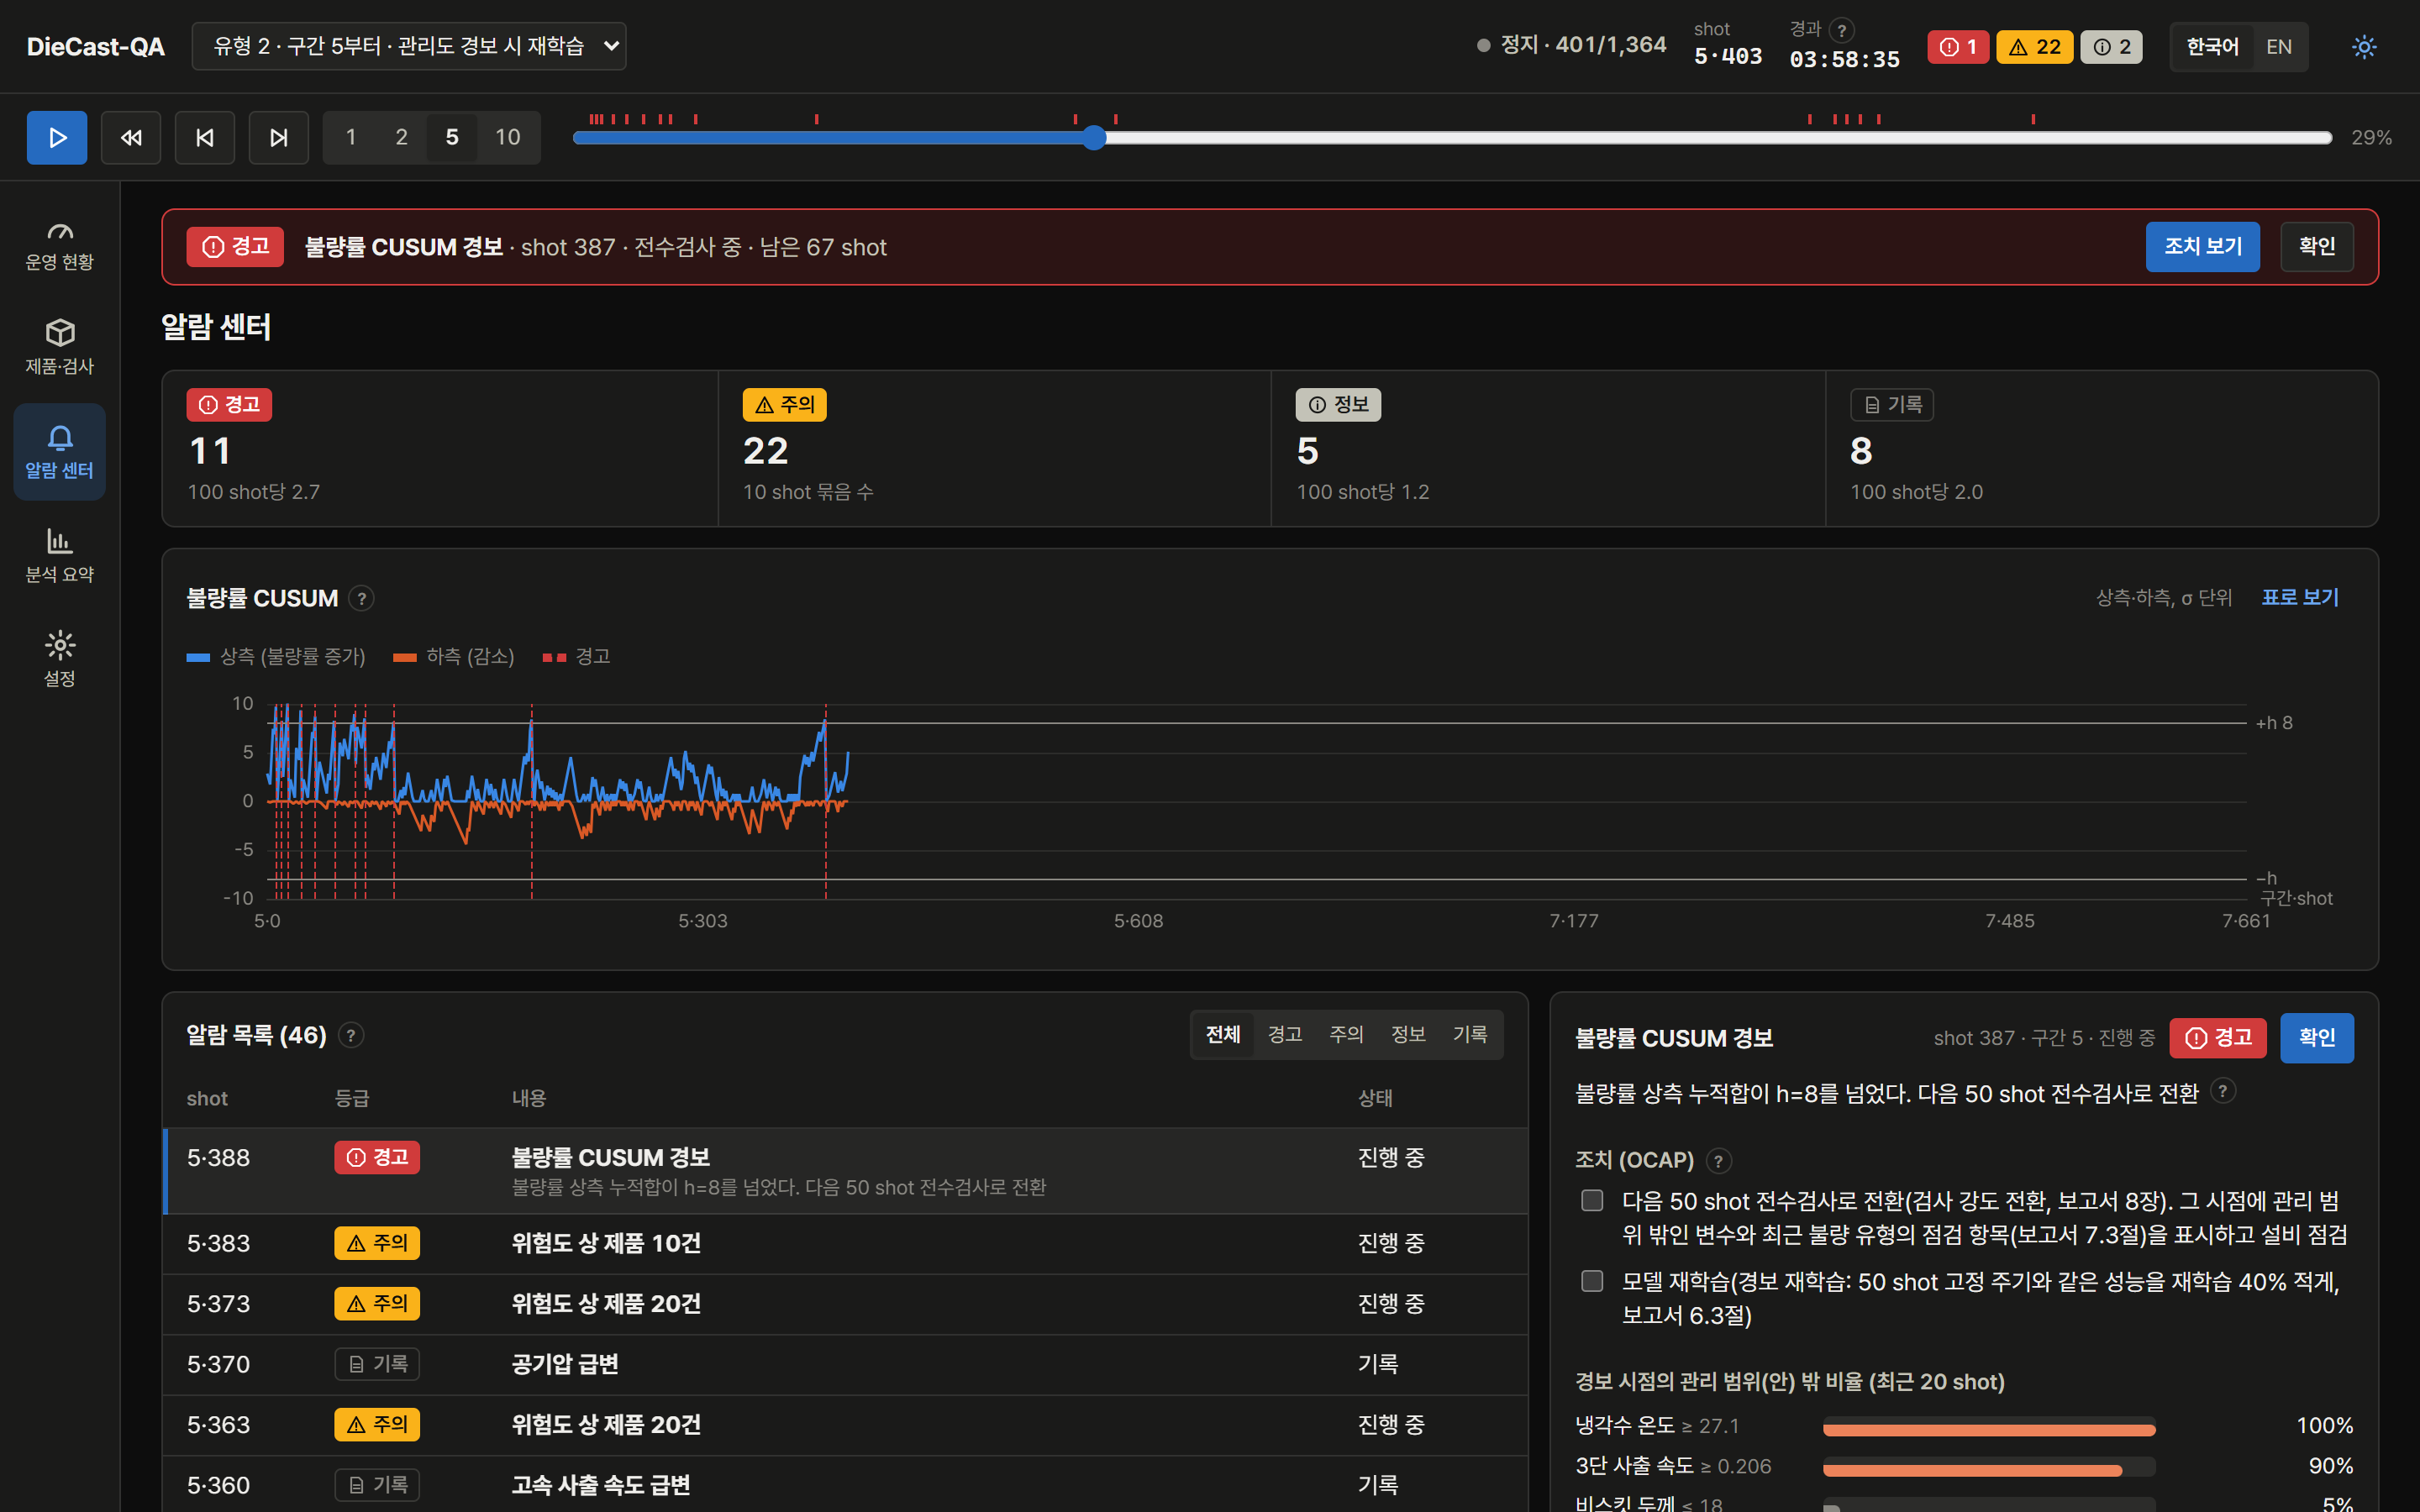 DieCast-QA
유형 2 · 구간 5부터 · 관리도 경보 시 재학습
정지 · 401/1,364
shot
5·403
경과 ?
03:58:35
1
22
2
한국어 EN
1 2 5 10
29%
운영 현황
제품·검사
알람 센터
분석 요약
설정
경고 불량률 CUSUM 경보 · shot 387 · 전수검사 중 · 남은 67 shot
조치 보기 확인
알람 센터
경고
11
100 shot당 2.7
주의
22
10 shot 묶음 수
정보
5
100 shot당 1.2
기록
8
100 shot당 2.0
불량률 CUSUM ?
상측·하측, σ 단위 표로 보기
상측 (불량률 증가) 하측 (감소) 경고
10
5
0
-5
-10
+h 8
−h
구간·shot
5·0 5·303 5·608 7·177 7·485 7·661
알람 목록 (46) ?
전체 경고 주의 정보 기록
shot 등급 내용 상태
5·388 경고 불량률 CUSUM 경보 진행 중
불량률 상측 누적합이 h=8를 넘었다. 다음 50 shot 전수검사로 전환
5·383 주의 위험도 상 제품 10건 진행 중
5·373 주의 위험도 상 제품 20건 진행 중
5·370 기록 공기압 급변 기록
5·363 주의 위험도 상 제품 20건 진행 중
5·360 기록 고속 사출 속도 급변 기록
불량률 CUSUM 경보
shot 387 · 구간 5 · 진행 중 경고 확인
불량률 상측 누적합이 h=8를 넘었다. 다음 50 shot 전수검사로 전환 ?
조치 (OCAP) ?
다음 50 shot 전수검사로 전환(검사 강도 전환, 보고서 8장). 그 시점에 관리 범
위 밖인 변수와 최근 불량 유형의 점검 항목(보고서 7.3절)을 표시하고 설비 점검
모델 재학습(경보 재학습: 50 shot 고정 주기와 같은 성능을 재학습 40% 적게,
보고서 6.3절)
경보 시점의 관리 범위(안) 밖 비율 (최근 20 shot)
냉각수 온도 ≥ 27.1 100%
3단 사출 속도 ≥ 0.206 90%
비스킷 두께 ≤ 18 5%